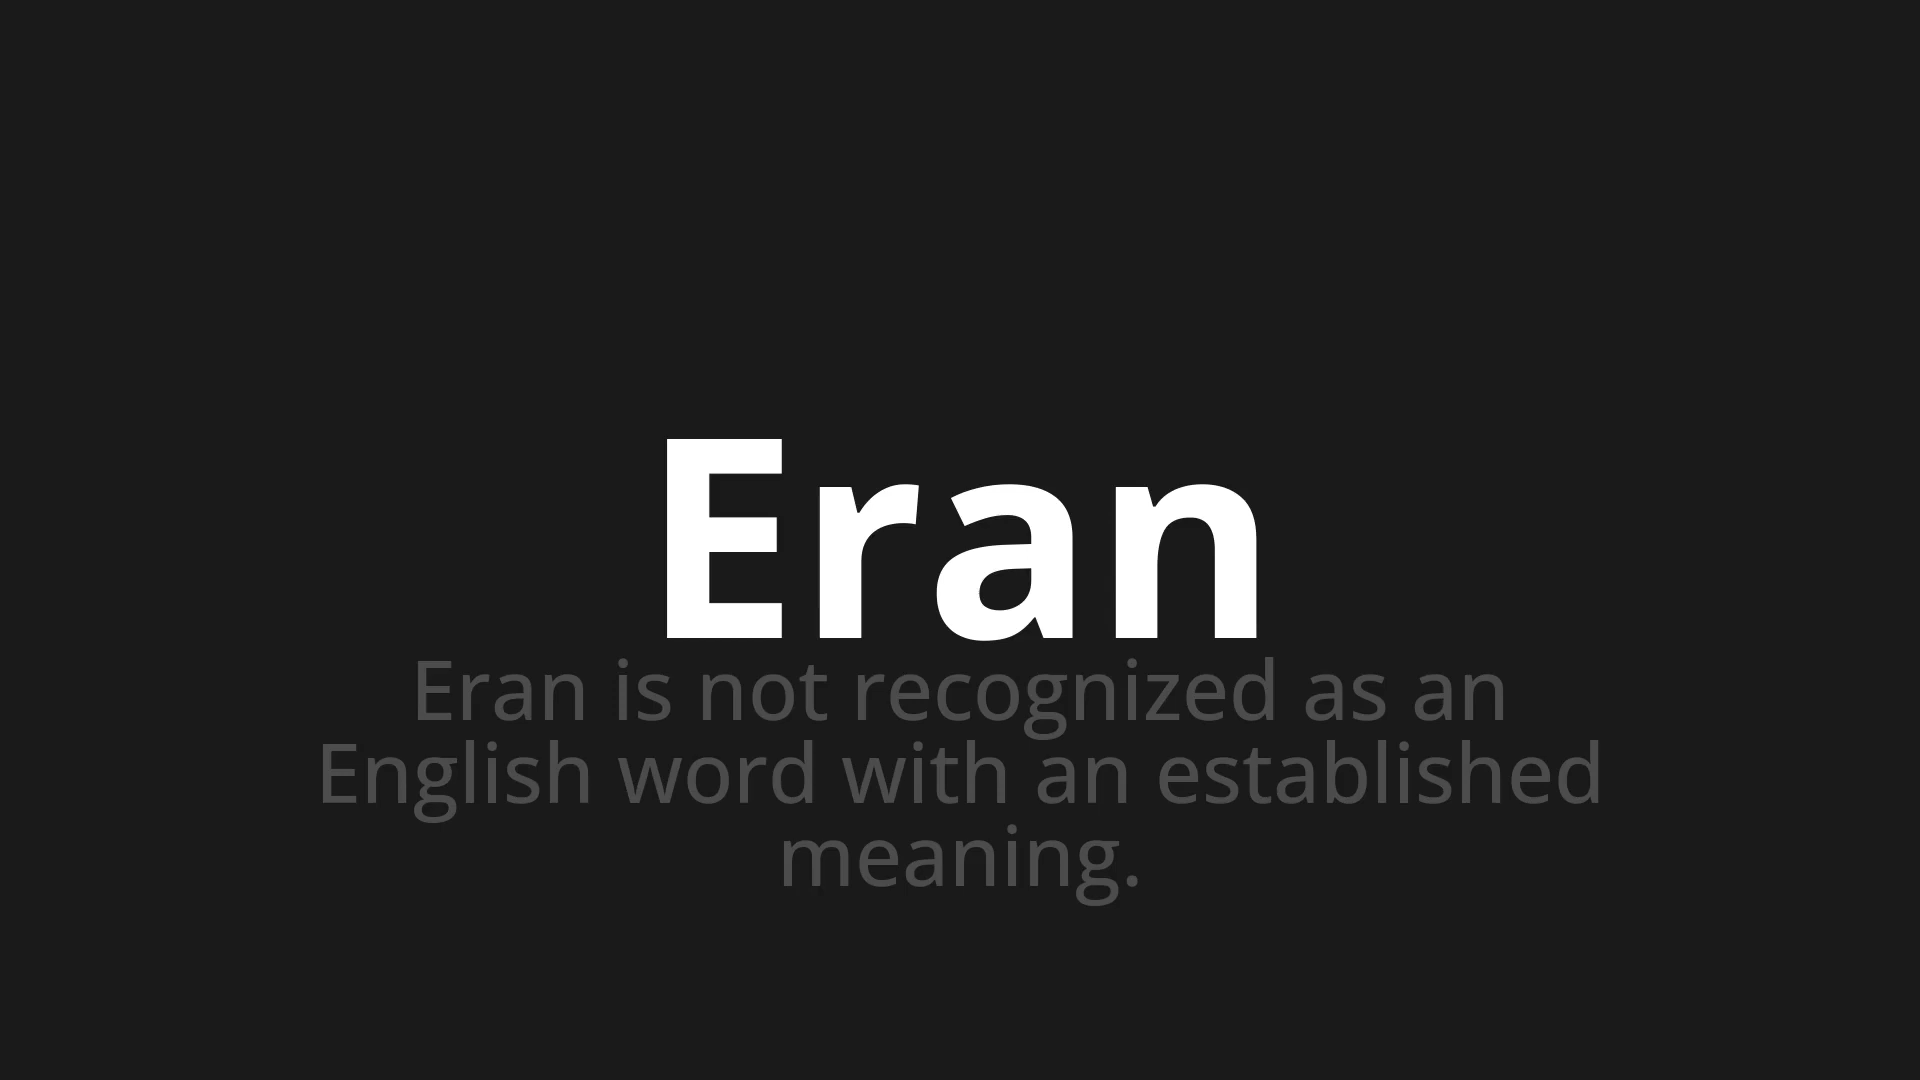 Eran
Eran is not recognized as an
English word with an established
meaning.